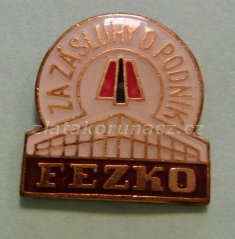 ZA ZÁSLUHY O PODNIK
zlatakorunacz.cz
FEZKO